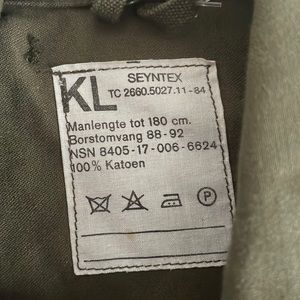 KL
SEYNTEX
TC 2660.5027.11-84
Manlengte tot 180 cm.
Borstomvang 88-92
NSN 8405-17-006-6624
100% Katoen
P